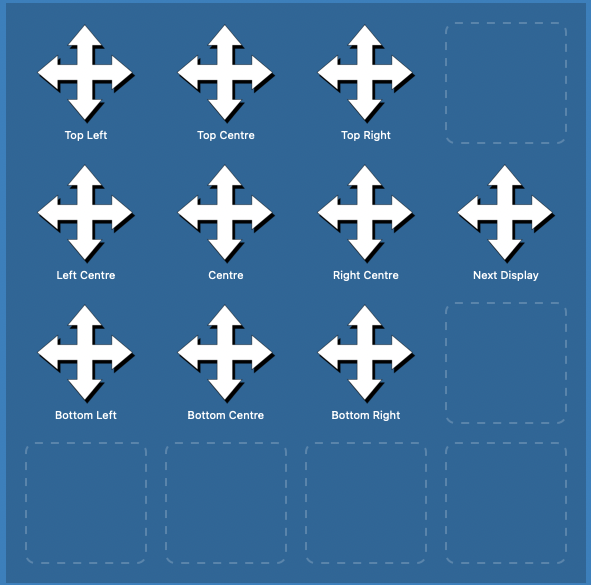 Top Left
Top Centre
Top Right
Left Centre
Centre
Right Centre
Next Display
Bottom Left
Bottom Centre
Bottom Right